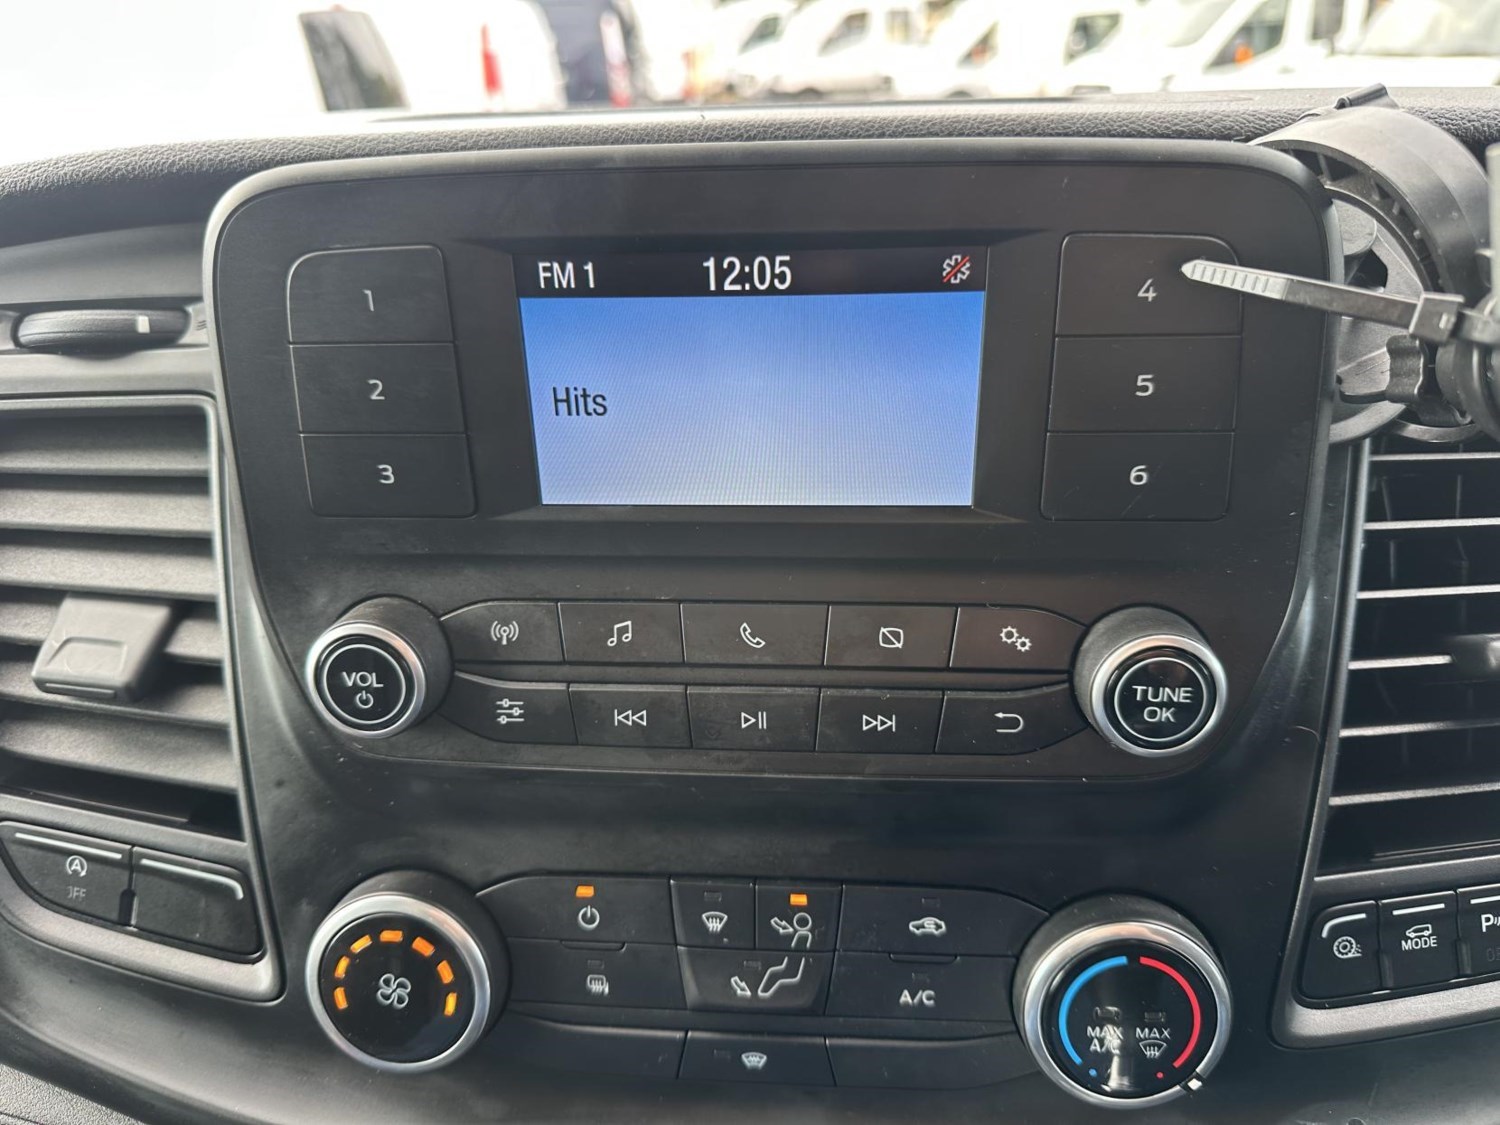 FM 1 12:05
Hits
1
2
3
4
5
6
VOL
TUNE
OK
A
A/C
MAX
A/C
MAX
MODE
P